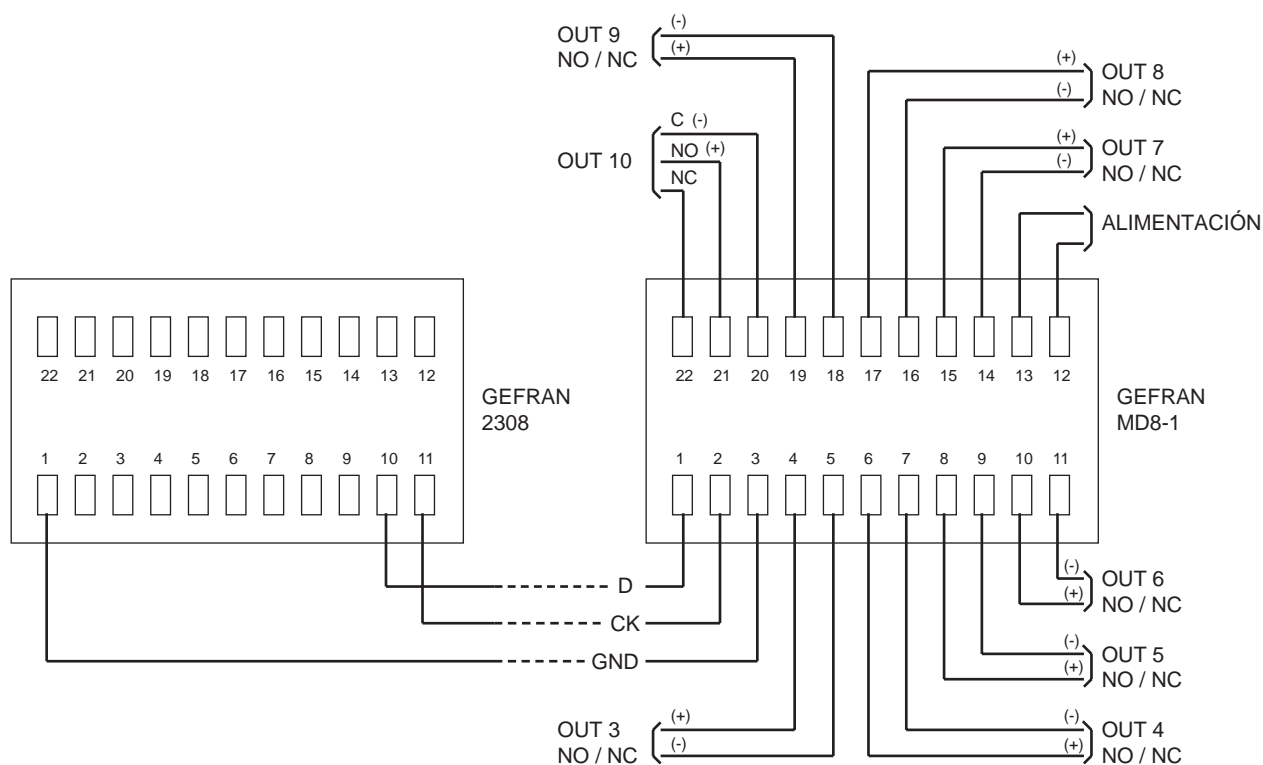 OUT 9
NO / NC
(-)
(+)
OUT 10
C (-)
NO (+)
NC
(+)
(-)
OUT 8
NO / NC
(+)
(-)
OUT 7
NO / NC
ALIMENTACIÓN
22 21 20 19 18 17 16 15 14 13 12
1 2 3 4 5 6 7 8 9 10 11
GEFRAN
2308
22 21 20 19 18 17 16 15 14 13 12
1 2 3 4 5 6 7 8 9 10 11
GEFRAN
MD8-1
D
CK
GND
(-)
(+)
OUT 6
NO / NC
(-)
(+)
OUT 5
NO / NC
OUT 3
NO / NC
(+)
(-)
(-)
(+)
OUT 4
NO / NC